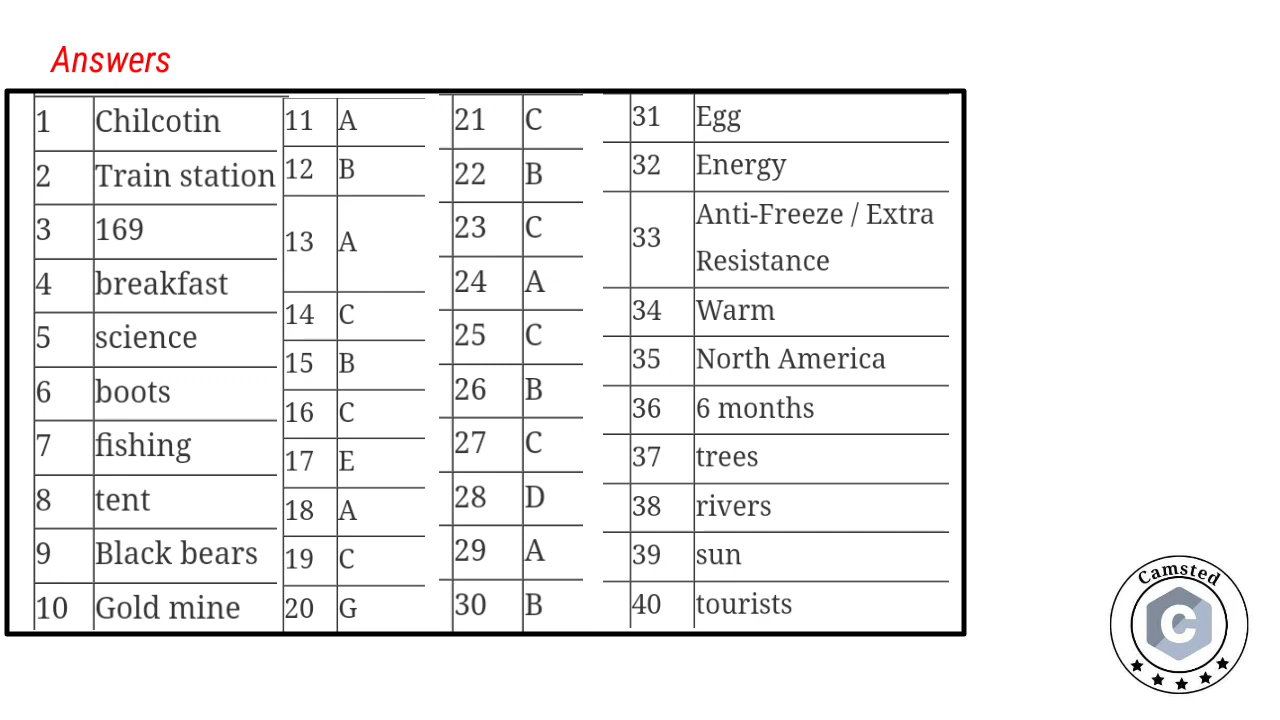 Answers
1 Chilcotin
2 Train station
3 169
4 breakfast
5 science
6 boots
7 fishing
8 tent
9 Black bears
10 Gold mine
11 A
12 B
13 A
14 C
15 B
16 C
17 E
18 A
19 C
20 G
21 C
22 B
23 C
24 A
25 C
26 B
27 C
28 D
29 A
30 B
31 Egg
32 Energy
33 Anti-Freeze / Extra
Resistance
34 Warm
35 North America
36 6 months
37 trees
38 rivers
39 sun
40 tourists
Camsted
C